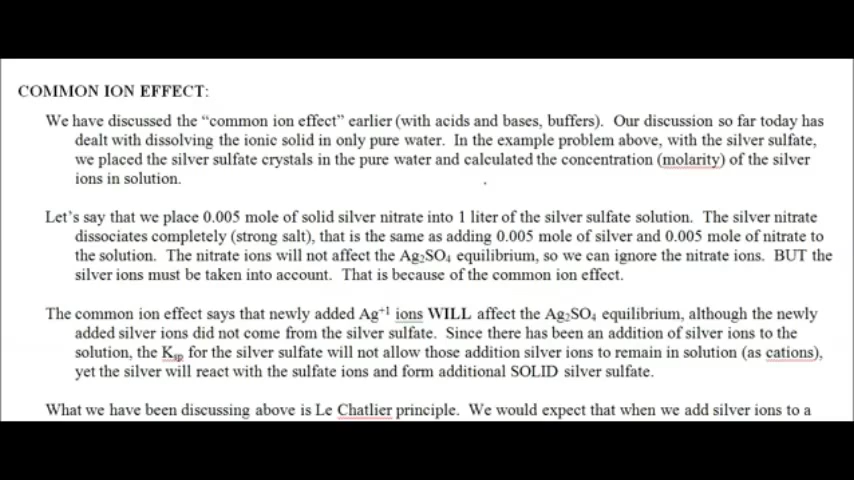 COMMON ION EFFECT:
We have discussed the “common ion effect” earlier (with acids and bases, buffers).  Our discussion so far today has
dealt with dissolving the ionic solid in only pure water.  In the example problem above, with the silver sulfate,
we placed the silver sulfate crystals in the pure water and calculated the concentration (molarity) of the silver
ions in solution.
Let’s say that we place 0.005 mole of solid silver nitrate into 1 liter of the silver sulfate solution.  The silver nitrate
dissociates completely (strong salt), that is the same as adding 0.005 mole of silver and 0.005 mole of nitrate to
the solution.  The nitrate ions will not affect the Ag₂SO₄ equilibrium, so we can ignore the nitrate ions.  BUT the
silver ions must be taken into account.  That is because of the common ion effect.
The common ion effect says that newly added Ag⁺¹ ions WILL affect the Ag₂SO₄ equilibrium, although the newly
added silver ions did not come from the silver sulfate.  Since there has been an addition of silver ions to the
solution, the Ksp for the silver sulfate will not allow those addition silver ions to remain in solution (as cations),
yet the silver will react with the sulfate ions and form additional SOLID silver sulfate.
What we have been discussing above is Le Chatlier principle.  We would expect that when we add silver ions to a